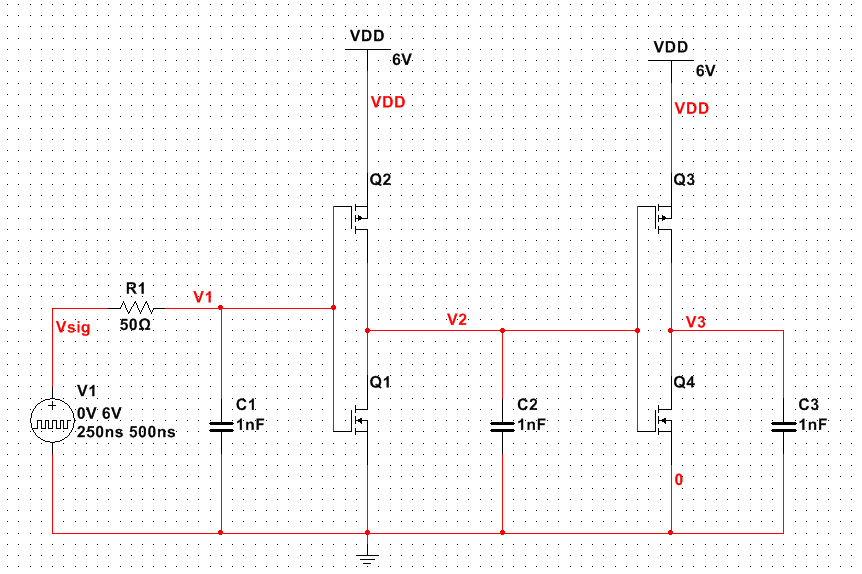 VDD
6V
VDD
VDD
6V
VDD
Q2
Q3
R1
50Ω
V1
Vsig
V2
V3
V1
0V 6V
250ns 500ns
Q1
Q4
C1
1nF
C2
1nF
C3
1nF
0